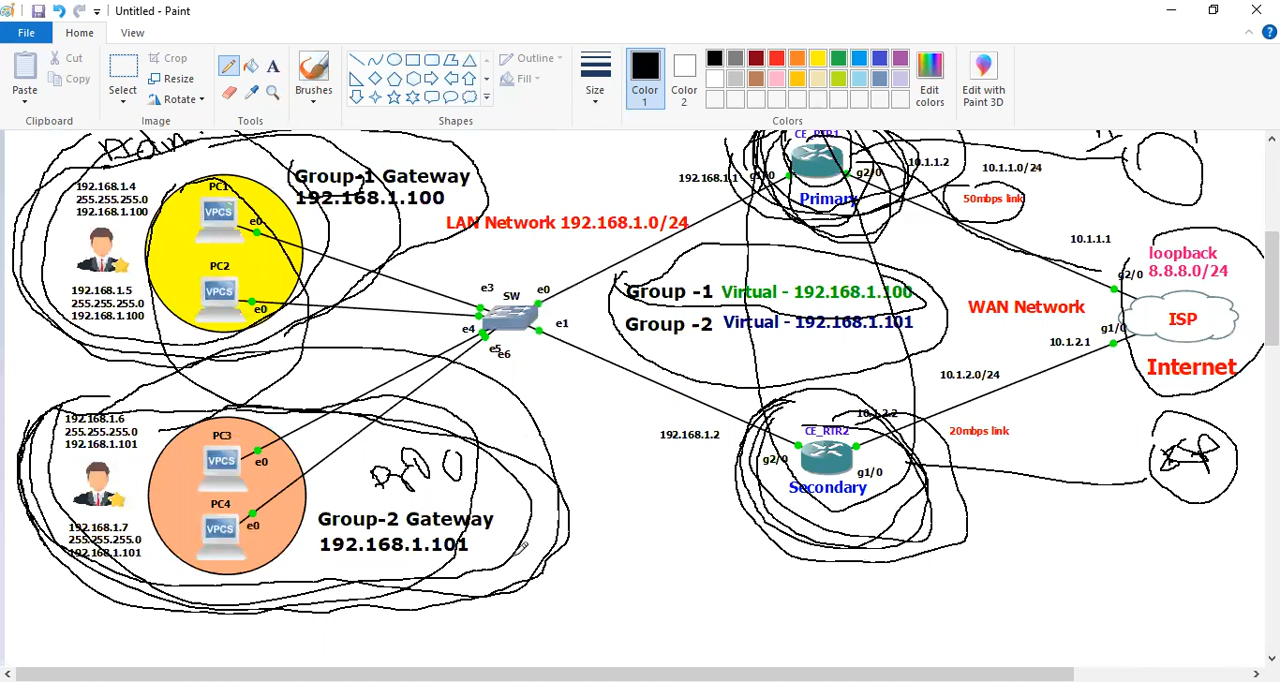 Untitled - Paint
File
Home
View
Paste
Cut
Copy
Clipboard
Select
Crop
Resize
Rotate
Image
A
Tools
Brushes
Outline
Fill
Shapes
Size
Color
1
Color
2
Edit
colors
Edit with
Paint 3D
Colors
192.168.1.4
255.255.255.0
192.168.1.100
PC1
VPCS
e0
PC2
VPCS
e0
192.168.1.5
255.255.255.0
192.168.1.100
Group-1 Gateway
192.168.1.100
LAN Network 192.168.1.0/24
e3
SW
e0
e1
e4
e5
e6
192.168.1.1
g1/0
CE_RTR1
g2/0
Primary
10.1.1.2
10.1.1.0/24
50mbps link
10.1.1.1
g2/0
loopback
8.8.8.0/24
ISP
Internet
WAN Network
g1/0
10.1.2.1
Group -1 Virtual - 192.168.1.100
Group -2 Virtual - 192.168.1.101
10.1.2.0/24
20mbps link
10.1.2.2
CE_RTR2
192.168.1.2
g2/0
g1/0
Secondary
192.168.1.6
255.255.255.0
192.168.1.101
PC3
VPCS
e0
PC4
VPCS
e0
192.168.1.7
255.255.255.0
192.168.1.101
Group-2 Gateway
192.168.1.101